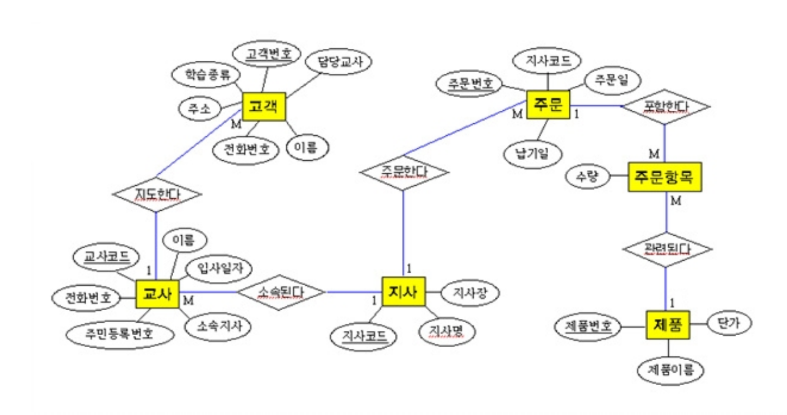 고객번호
학습종류
담당교사
주소
고객
M
전화번호
이름
지도한다
1
교사코드
이름
입사일자
전화번호
교사
M
주민등록번호
소속지사
소속된다
1
지사
1
지사장
지사코드
지사명
주문한다
M
지사코드
주문번호
주문일
주문
1
납기일
포함한다
M
수량
주문항목
M
관련된다
1
제품번호
제품
단가
제품이름